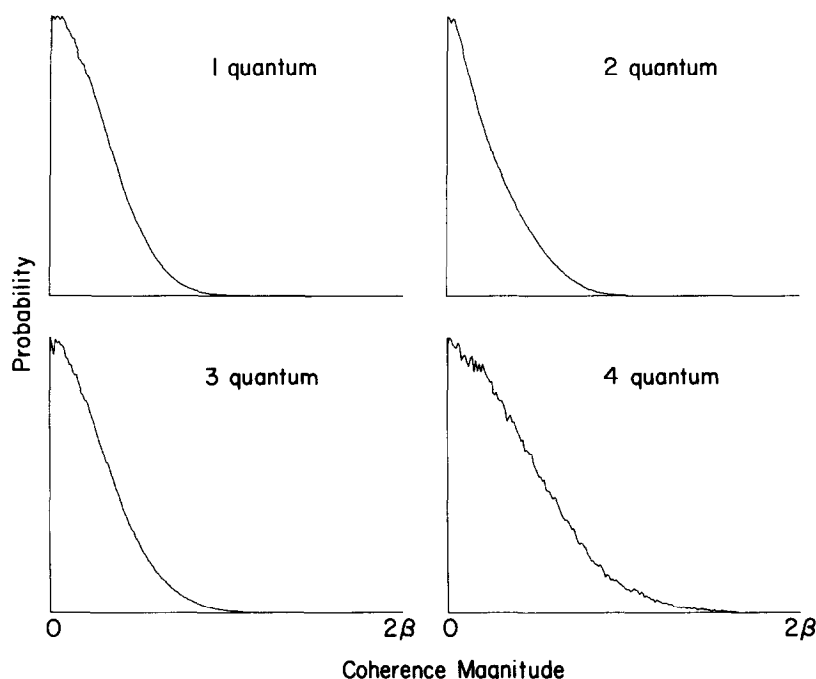 1 quantum
2 quantum
3 quantum
4 quantum
Probability
0 2β
0 2β
Coherence Magnitude